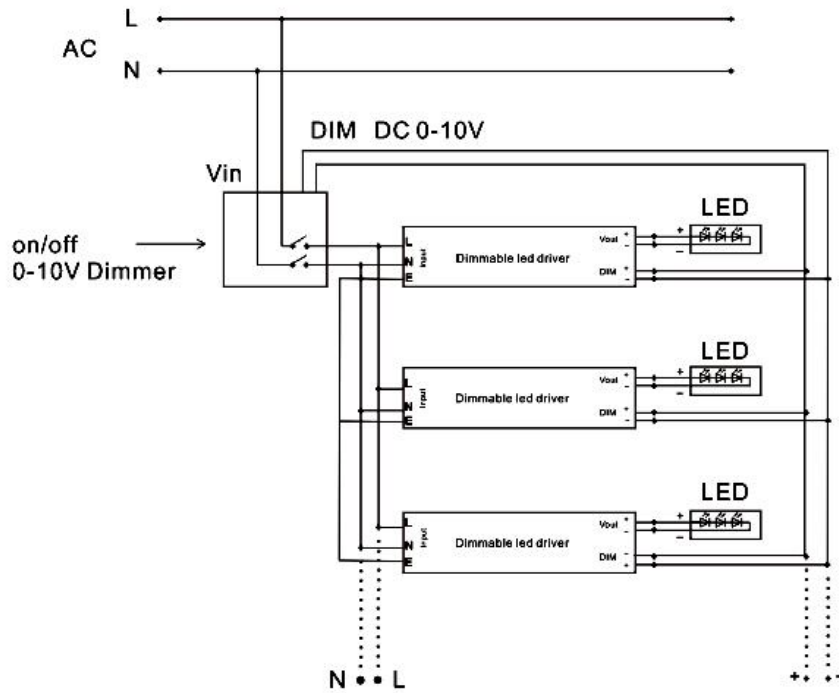 L
AC
N
DIM DC 0-10V
Vin
on/off
0-10V Dimmer
LED
+
−
L
N
E
Input
Dimmable led driver
Vout + −
DIM + −
LED
+
−
L
N
E
Input
Dimmable led driver
Vout + −
DIM + −
LED
+
−
L
N
E
Input
Dimmable led driver
Vout + −
DIM − +
N L
+ -